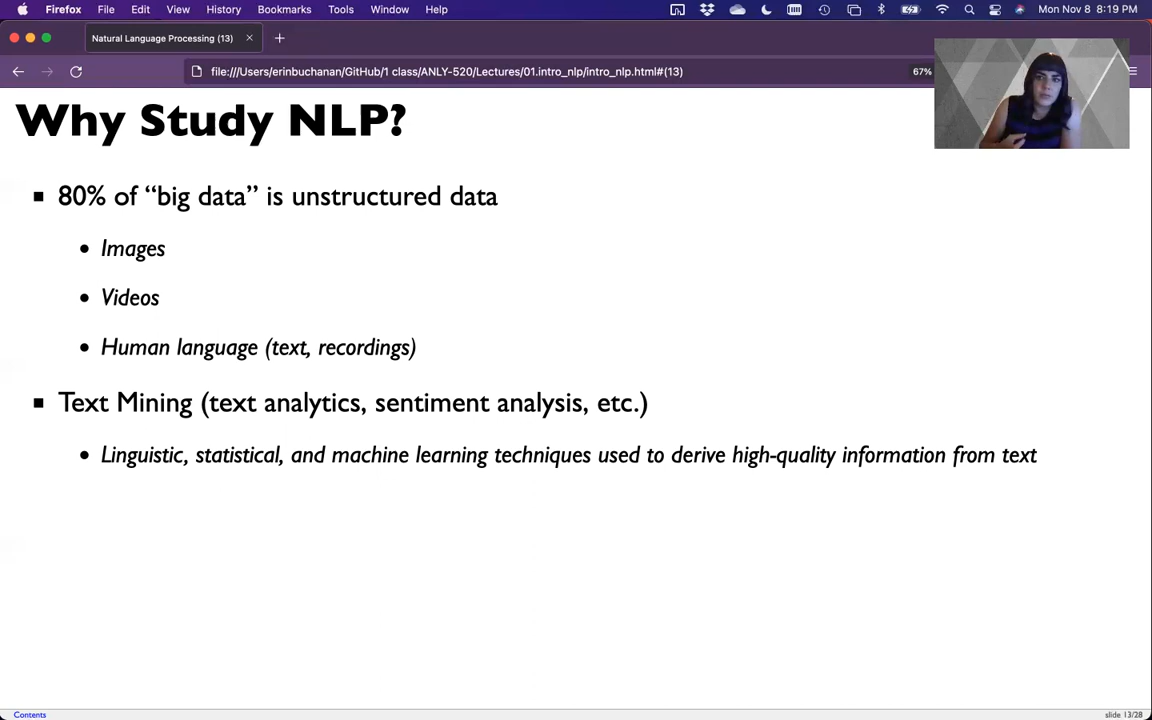 Firefox File Edit View History Bookmarks Tools Window Help Mon Nov 8 8:19 PM
Natural Language Processing (13)
file:///Users/erinbuchanan/GitHub/1 class/ANLY-520/Lectures/01.intro_nlp/intro_nlp.html#(13) 67%
Why Study NLP?
80% of “big data” is unstructured data
Images
Videos
Human language (text, recordings)
Text Mining (text analytics, sentiment analysis, etc.)
Linguistic, statistical, and machine learning techniques used to derive high-quality information from text
Contents slide 13/28